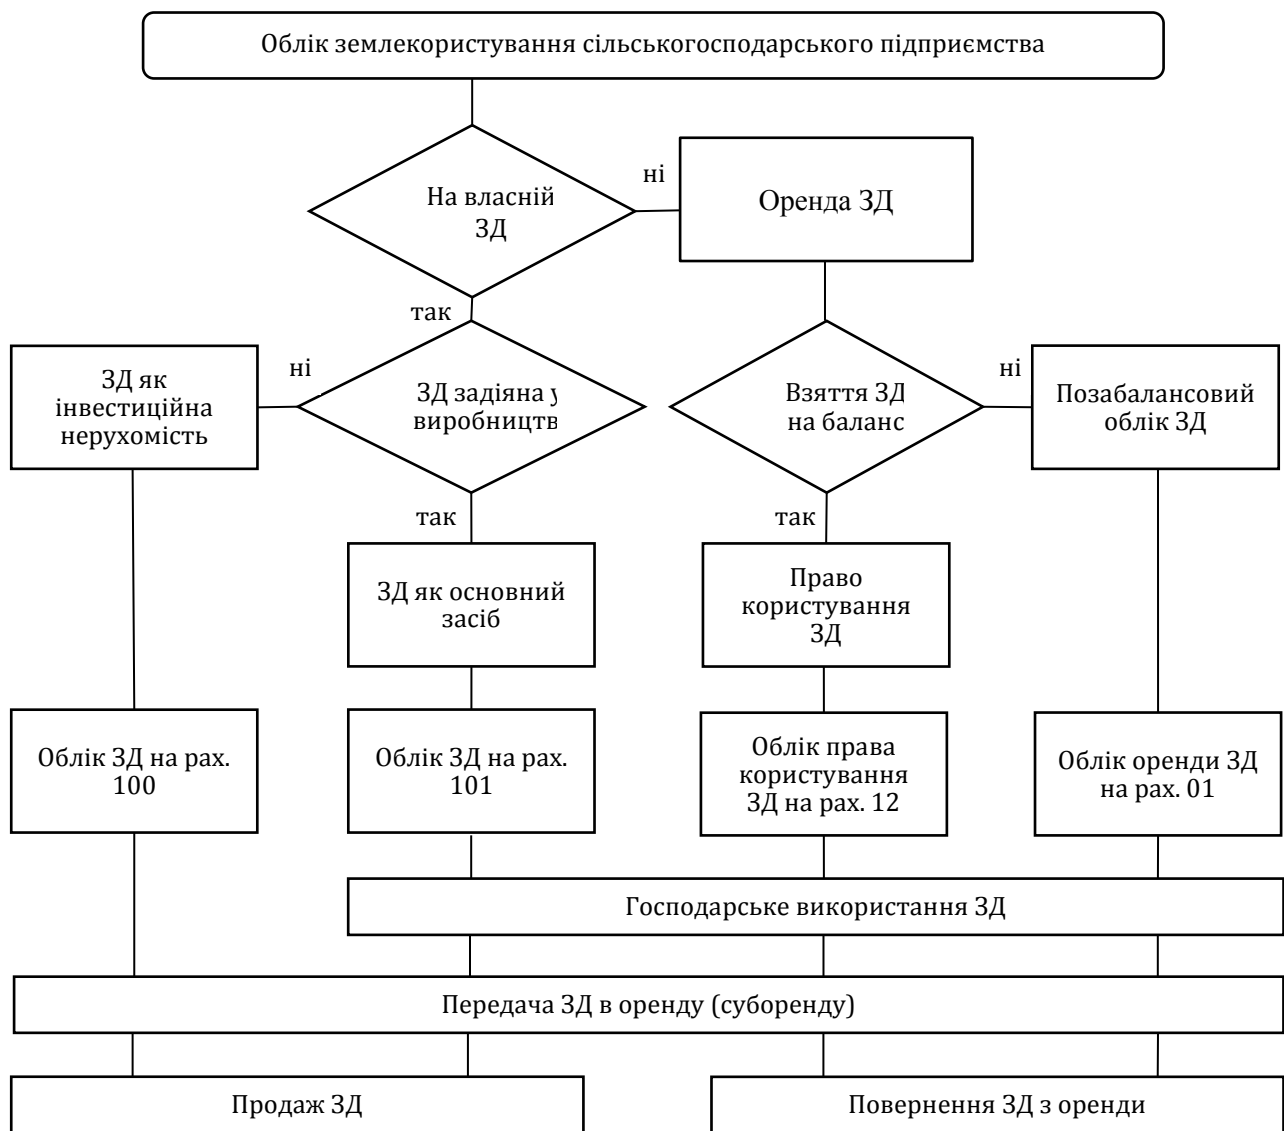 Облік землекористування сільськогосподарського підприємства
На власній
ЗД
ні
Оренда ЗД
так
ЗД як
інвестиційна
нерухомість
ні
ЗД задіяна у
виробництв
Взяття ЗД
на баланс
ні
Позабалансовий
облік ЗД
так
так
ЗД як основний
засіб
Право
користування
ЗД
Облік ЗД на рах.
100
Облік ЗД на рах.
101
Облік права
користування
ЗД на рах. 12
Облік оренди ЗД
на рах. 01
Господарське використання ЗД
Передача ЗД в оренду (суборенду)
Продаж ЗД
Повернення ЗД з оренди